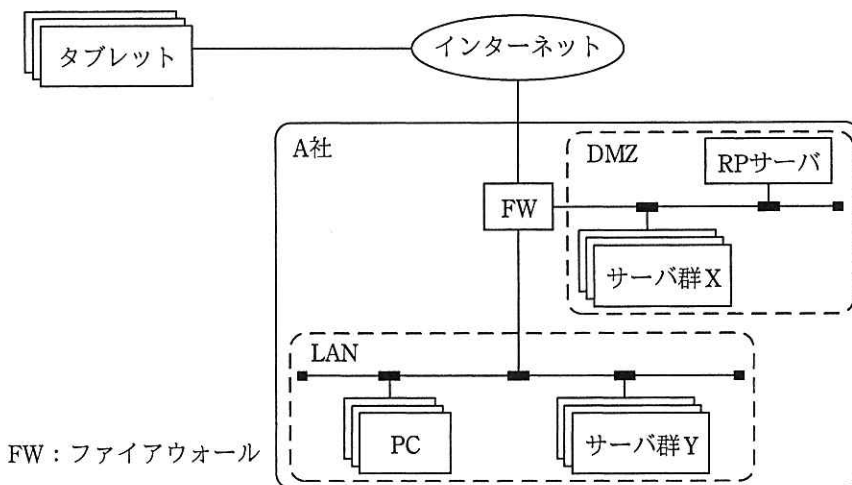 タブレット
インターネット
A社
DMZ
RPサーバ
FW
サーバ群X
LAN
PC
サーバ群Y
FW：ファイアウォール